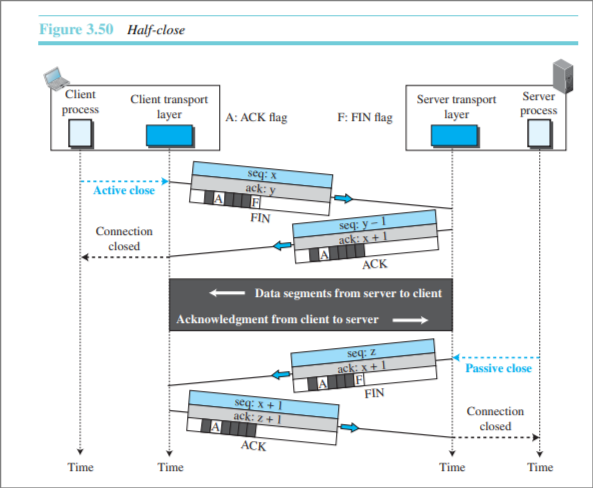 Figure 3.50 Half-close
Client
process
Client transport
layer
A: ACK flag
F: FIN flag
Server transport
layer
Server
process
Active close
seq: x
ack: y
A F
FIN
Connection
closed
seq: y – 1
ack: x + 1
A
ACK
Data segments from server to client
Acknowledgment from client to server
seq: z
ack: x + 1
A F
FIN
Passive close
seq: x + 1
ack: z + 1
A
ACK
Connection
closed
Time
Time
Time
Time